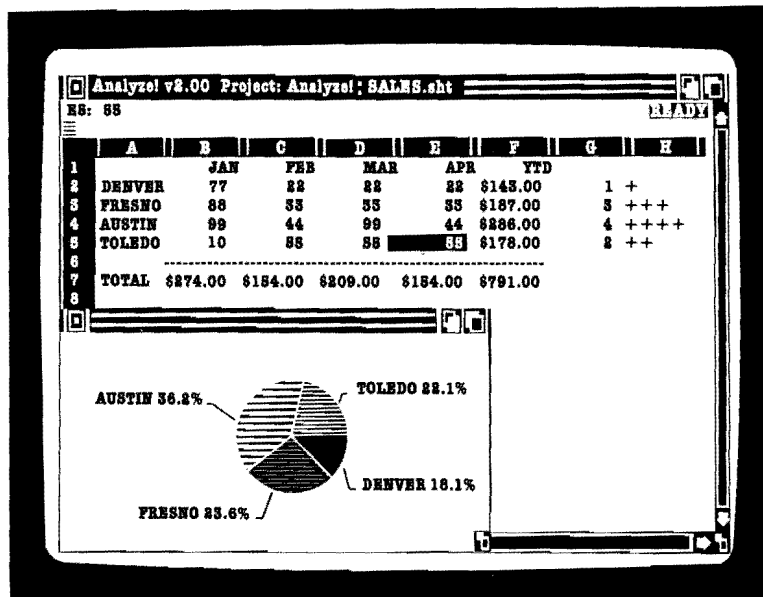 Analyze! v2.00 Project: Analyze! : SALES.sht
E5: 55
READY
A B C D E F G H
1 JAN FEB MAR APR YTD
2 DENVER 77 22 22 22 $143.00 1 +
3 FRESNO 88 33 33 33 $187.00 3 +++
4 AUSTIN 99 44 99 44 $286.00 4 ++++
5 TOLEDO 10 55 55 55 $175.00 2 ++
6 --------------------------------------------------
7 TOTAL $274.00 $154.00 $209.00 $154.00 $791.00
8
AUSTIN 36.2%
TOLEDO 22.1%
DENVER 18.1%
FRESNO 23.6%